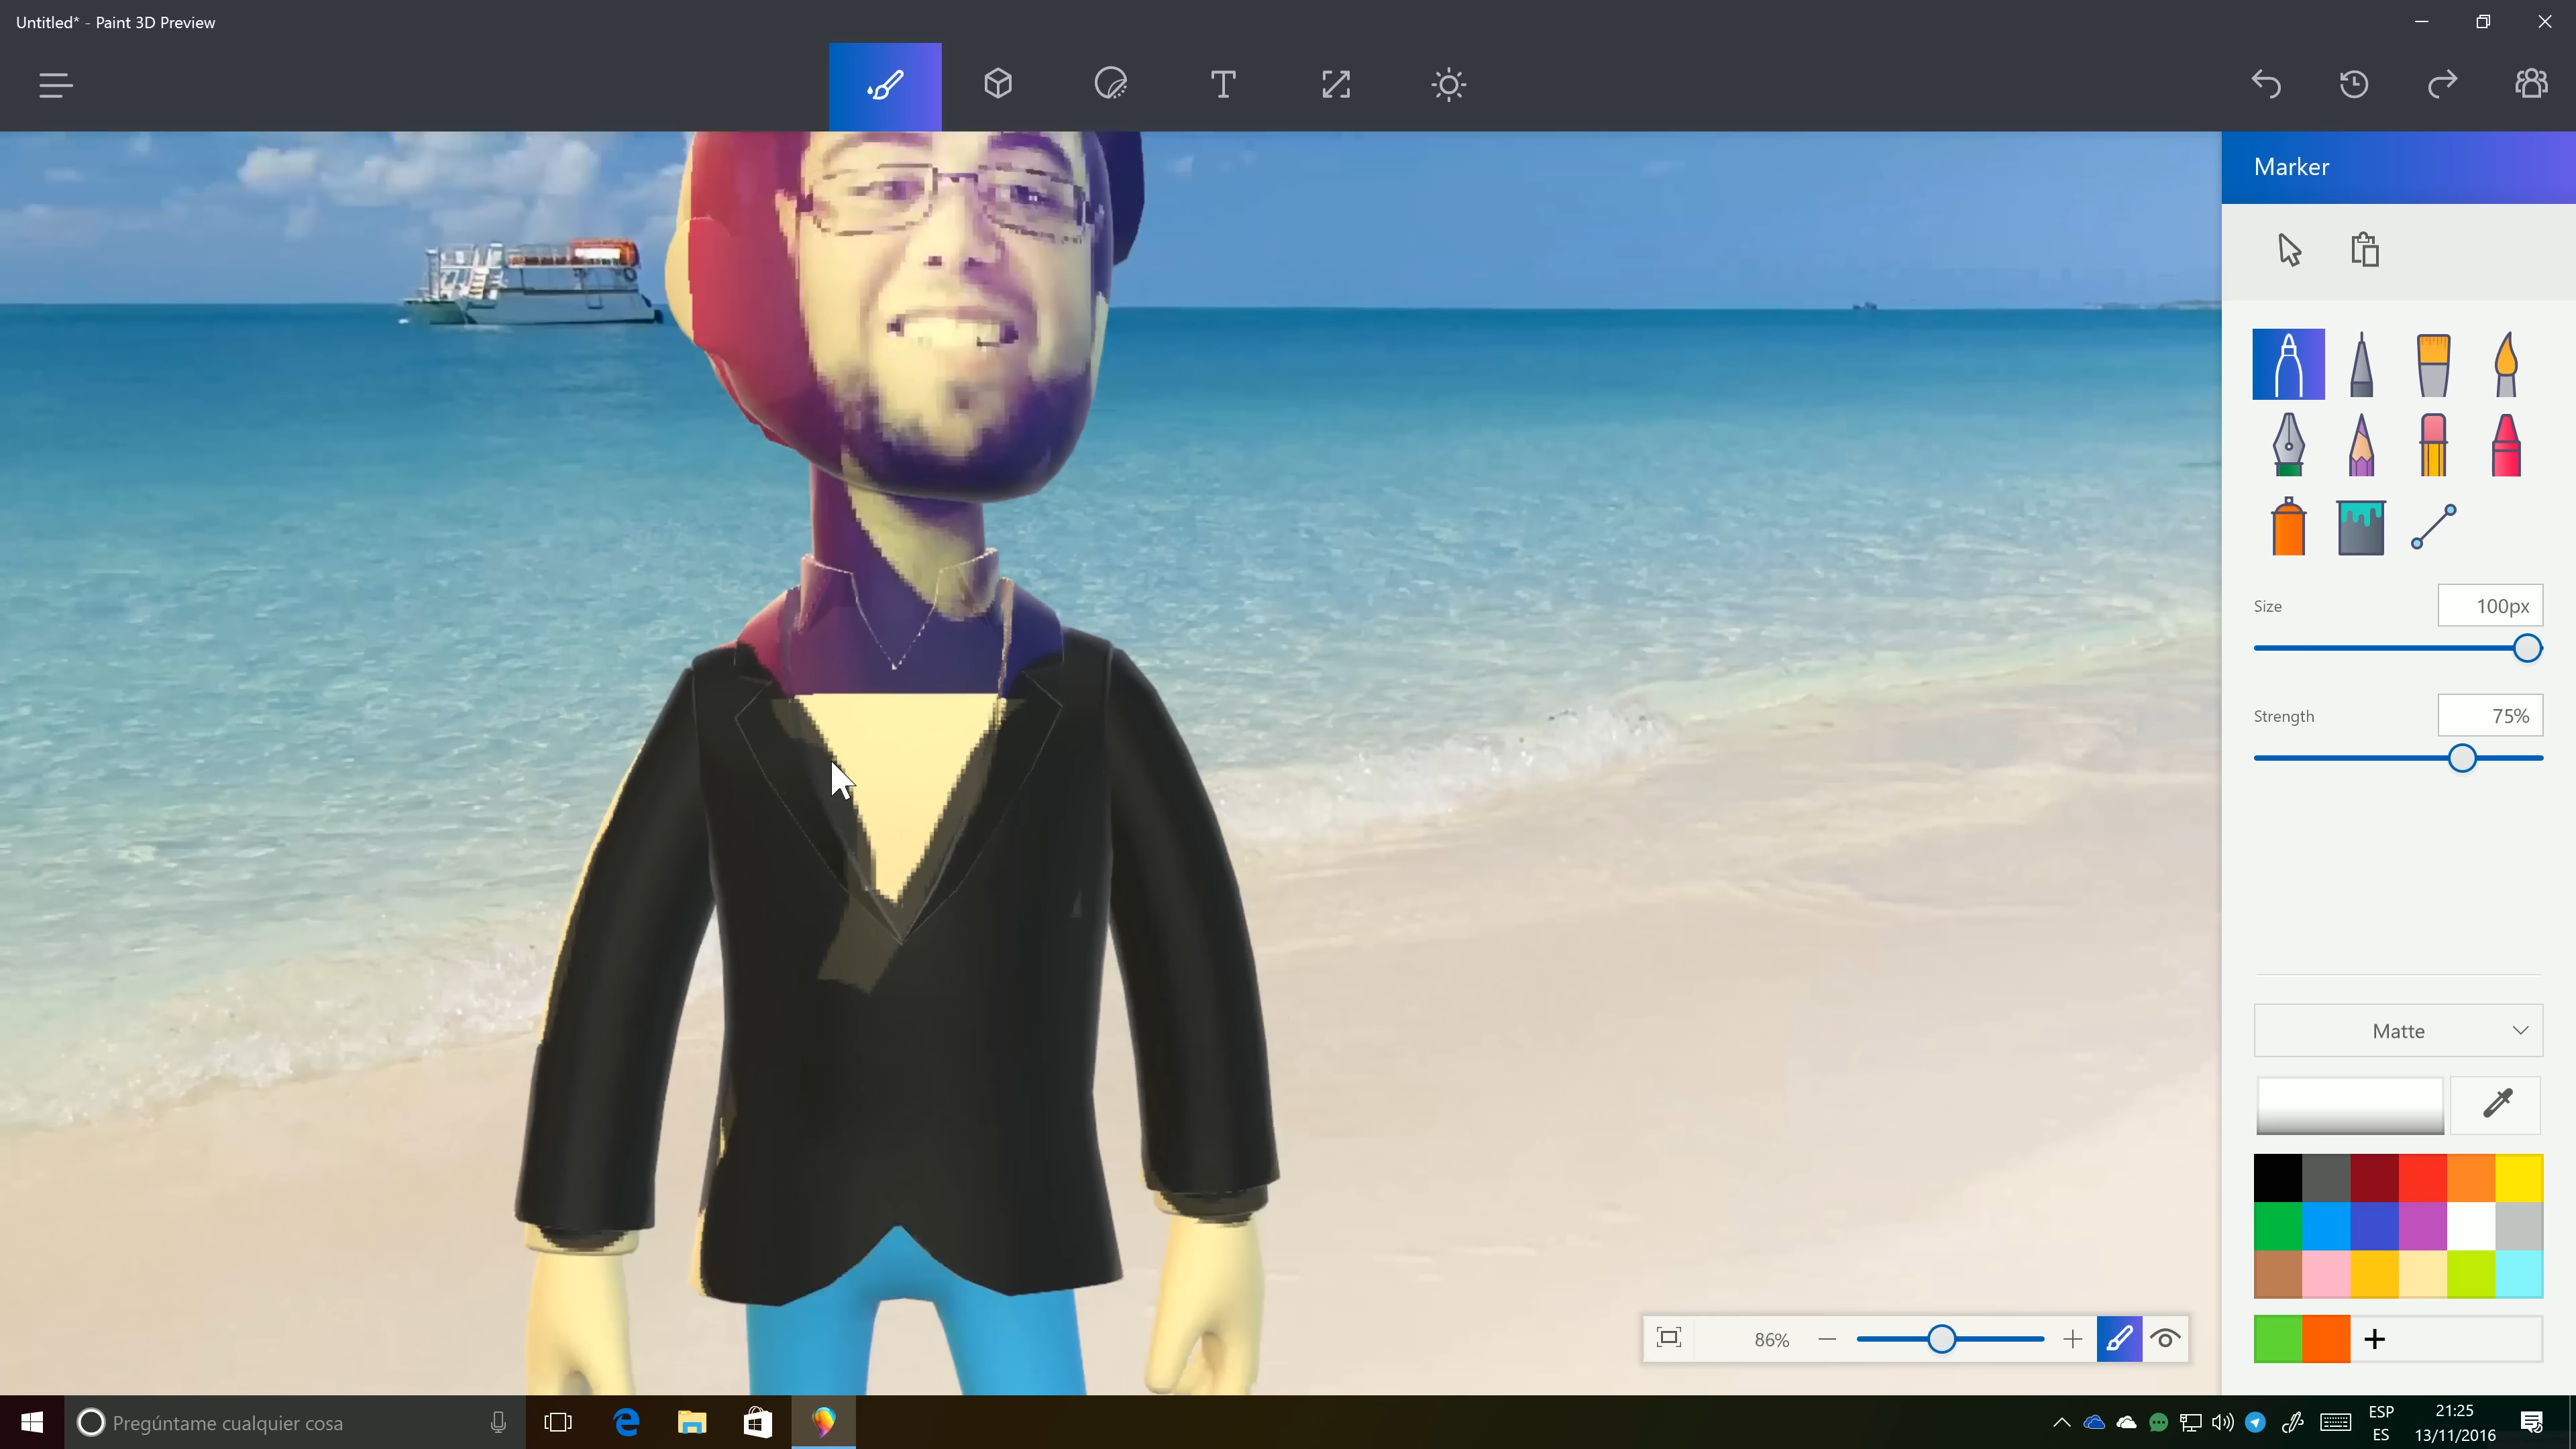 Untitled* - Paint 3D Preview
Marker
Size
100px
Strength
75%
Matte
86%
Pregúntame cualquier cosa
ESP
ES
21:25
13/11/2016